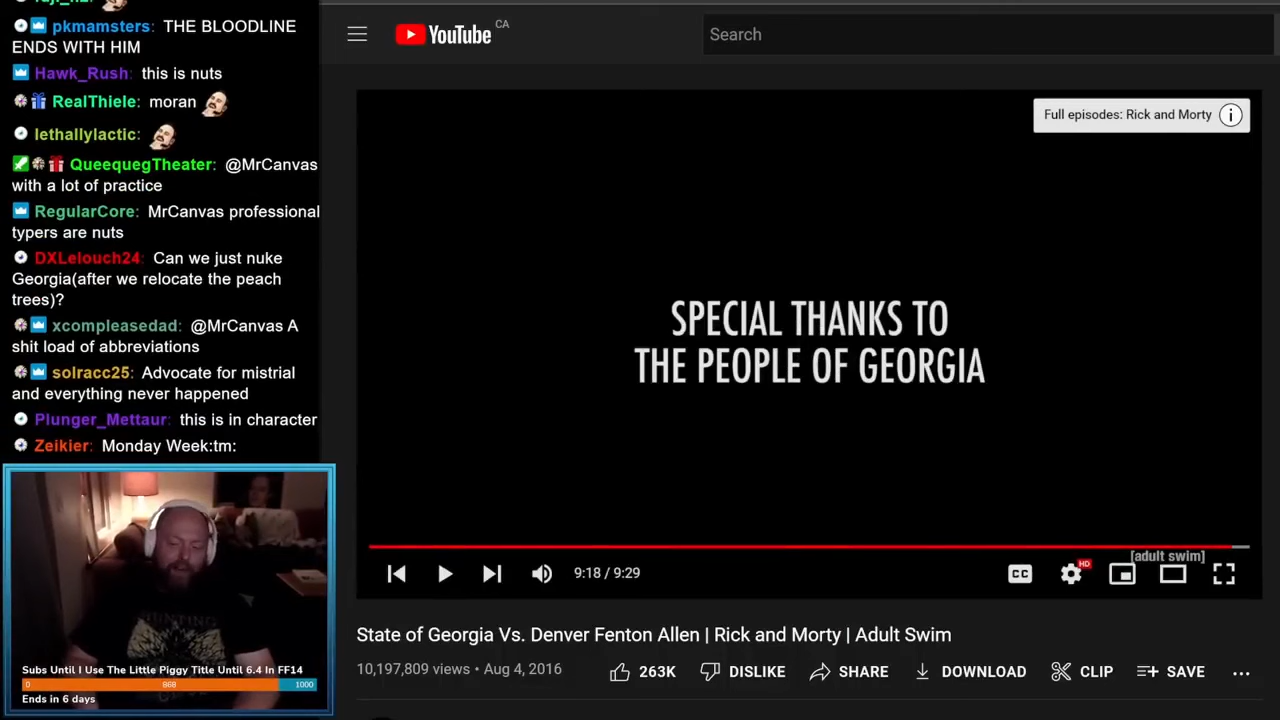 pkmamsters: THE BLOODLINE
ENDS WITH HIM
Hawk_Rush: this is nuts
RealThiele: moran
lethallylactic:
QueequegTheater: @MrCanvas
with a lot of practice
RegularCore: MrCanvas professional
typers are nuts
DXLelouch24: Can we just nuke
Georgia(after we relocate the peach
trees)?
xcompleasedad: @MrCanvas A
shit load of abbreviations
solracc25: Advocate for mistrial
and everything never happened
Plunger_Mettaur: this is in character
Zeikier: Monday Week:tm:
Subs Until I Use The Little Piggy Title Until 6.4 In FF14
0 868 1000
Ends in 6 days
YouTube CA
Search
Full episodes: Rick and Morty
SPECIAL THANKS TO
THE PEOPLE OF GEORGIA
[adult swim]
9:18 / 9:29
CC
HD
State of Georgia Vs. Denver Fenton Allen | Rick and Morty | Adult Swim
10,197,809 views • Aug 4, 2016
263K DISLIKE SHARE DOWNLOAD CLIP SAVE ...